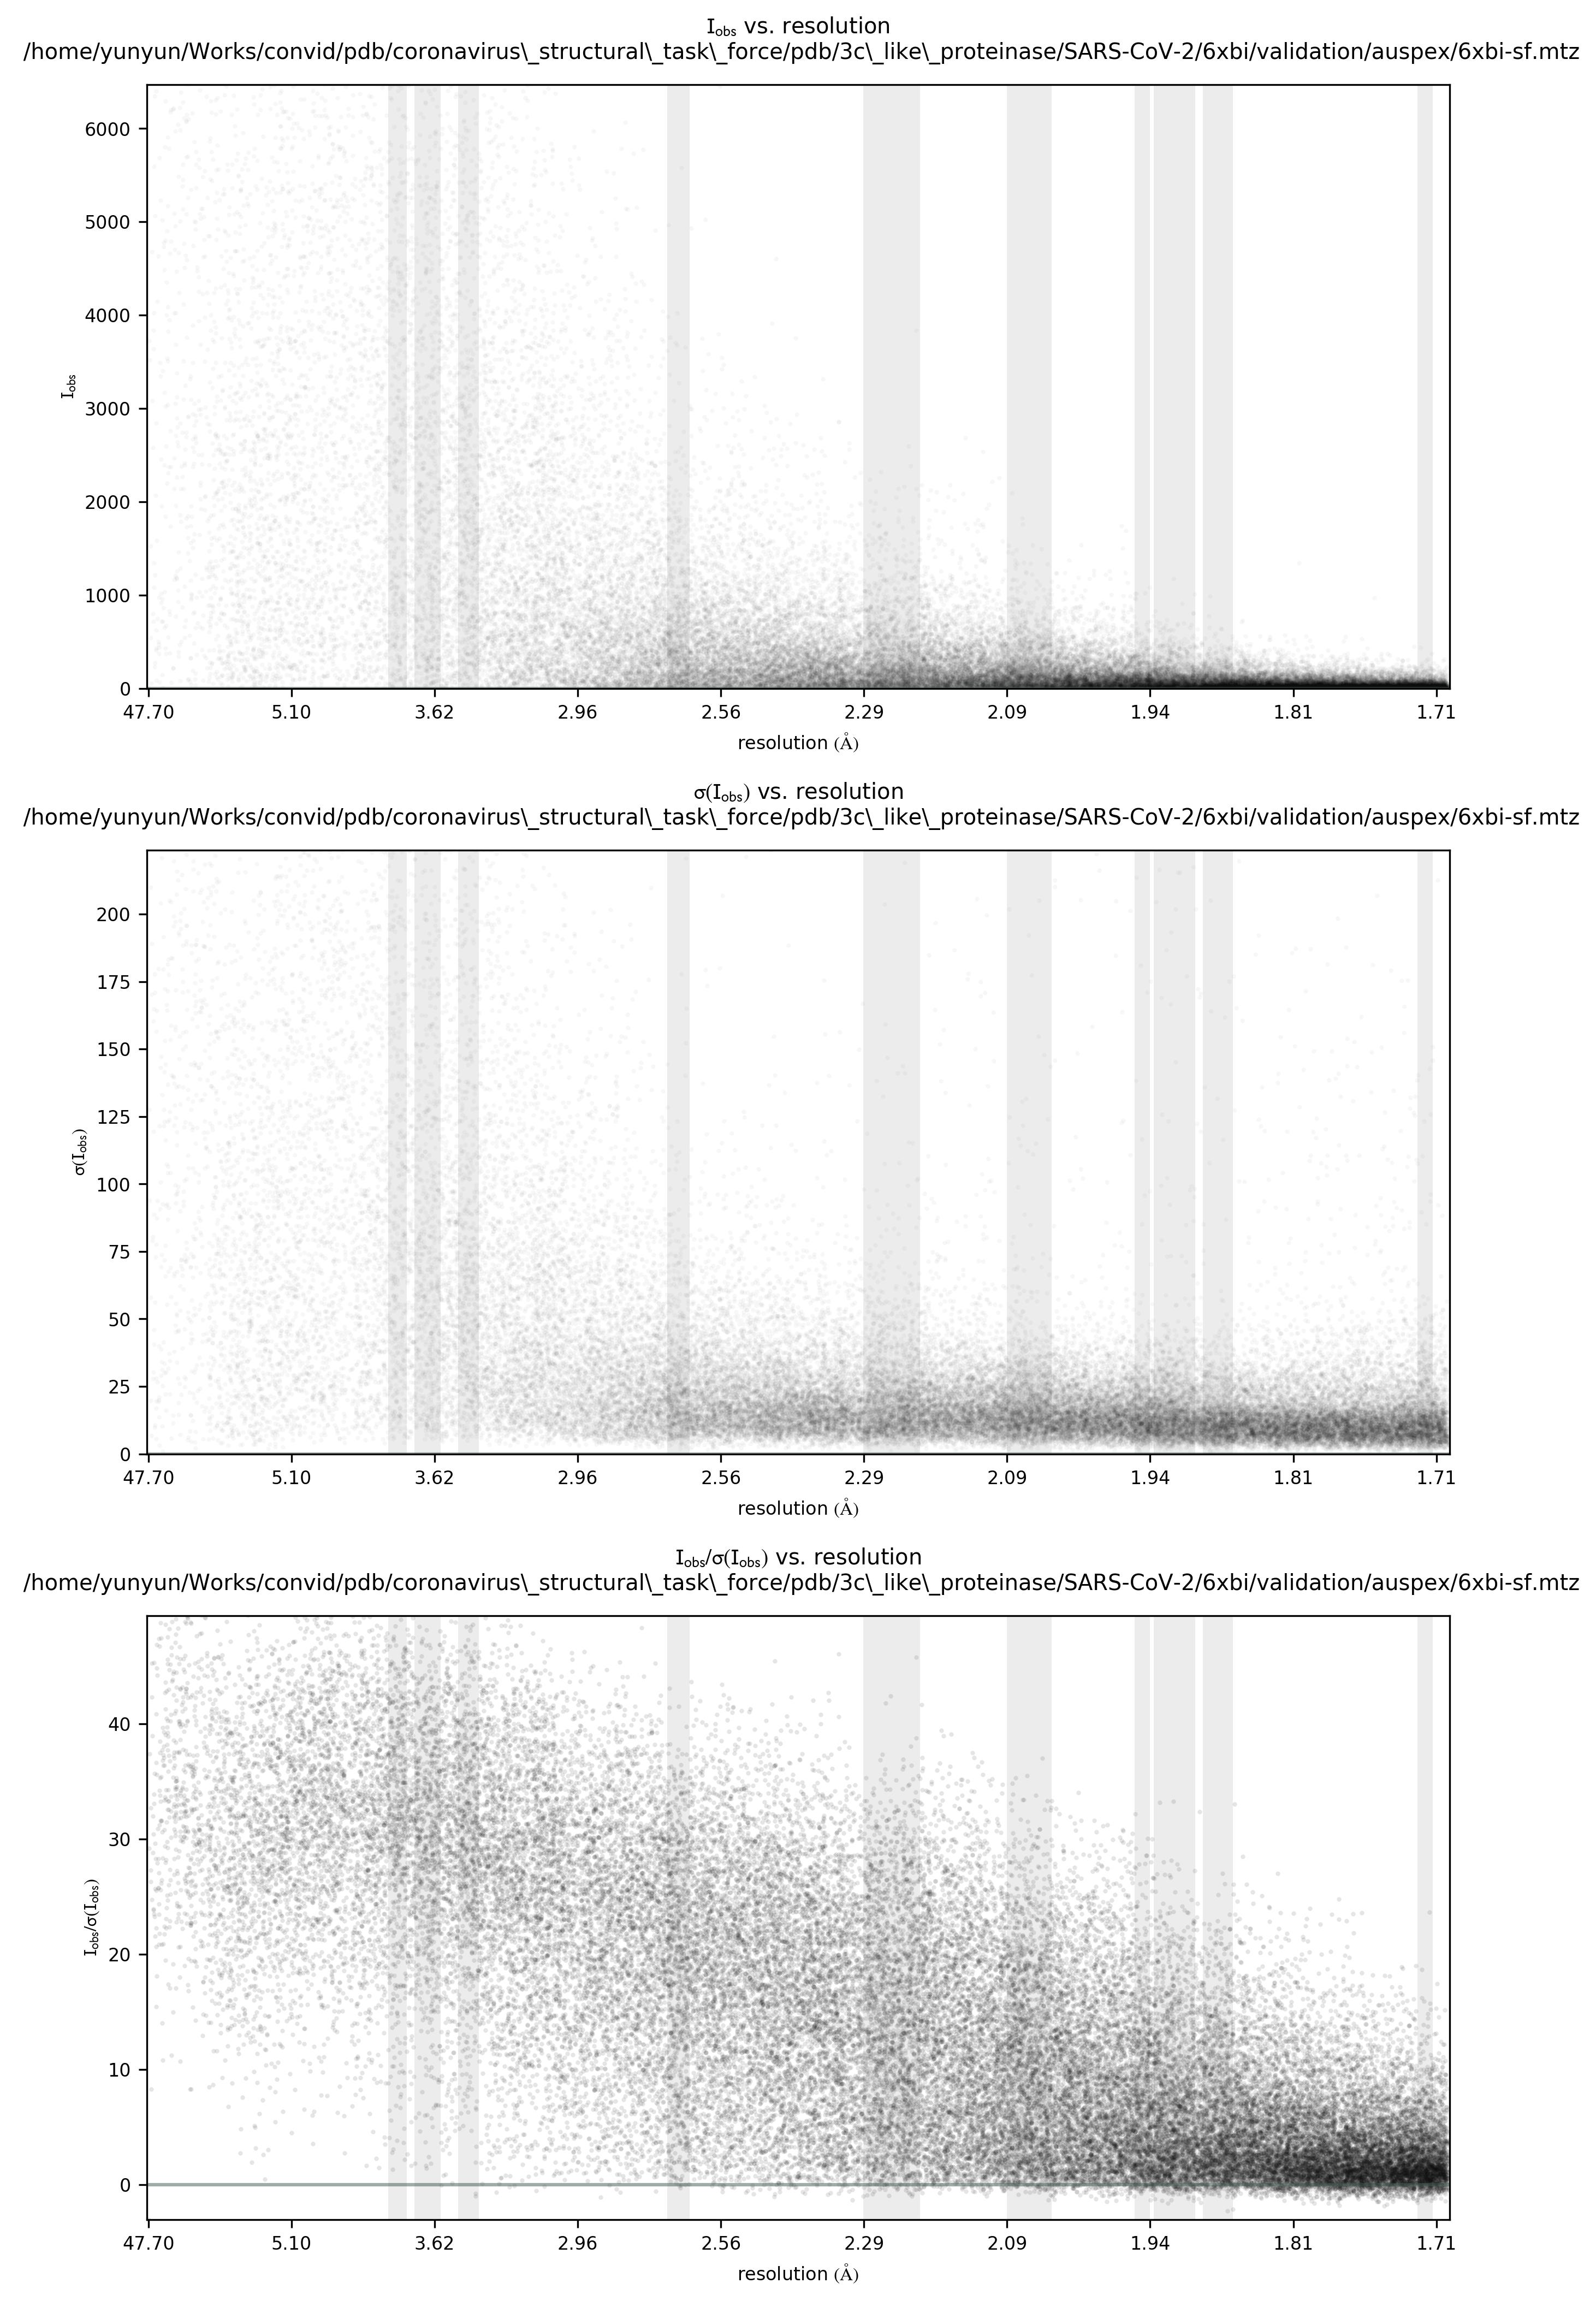 Iobs vs. resolution
/home/yunyun/Works/convid/pdb/coronavirus\_structural\_task\_force/pdb/3c\_like\_proteinase/SARS-CoV-2/6xbi/validation/auspex/6xbi-sf.mtz
6000
5000
4000
3000
2000
1000
0
Iobs
47.70 5.10 3.62 2.96 2.56 2.29 2.09 1.94 1.81 1.71
resolution (Å)
σ(Iobs) vs. resolution
/home/yunyun/Works/convid/pdb/coronavirus\_structural\_task\_force/pdb/3c\_like\_proteinase/SARS-CoV-2/6xbi/validation/auspex/6xbi-sf.mtz
200
175
150
125
100
75
50
25
0
σ(Iobs)
47.70 5.10 3.62 2.96 2.56 2.29 2.09 1.94 1.81 1.71
resolution (Å)
Iobs/σ(Iobs) vs. resolution
/home/yunyun/Works/convid/pdb/coronavirus\_structural\_task\_force/pdb/3c\_like\_proteinase/SARS-CoV-2/6xbi/validation/auspex/6xbi-sf.mtz
40
30
20
10
0
Iobs/σ(Iobs)
47.70 5.10 3.62 2.96 2.56 2.29 2.09 1.94 1.81 1.71
resolution (Å)